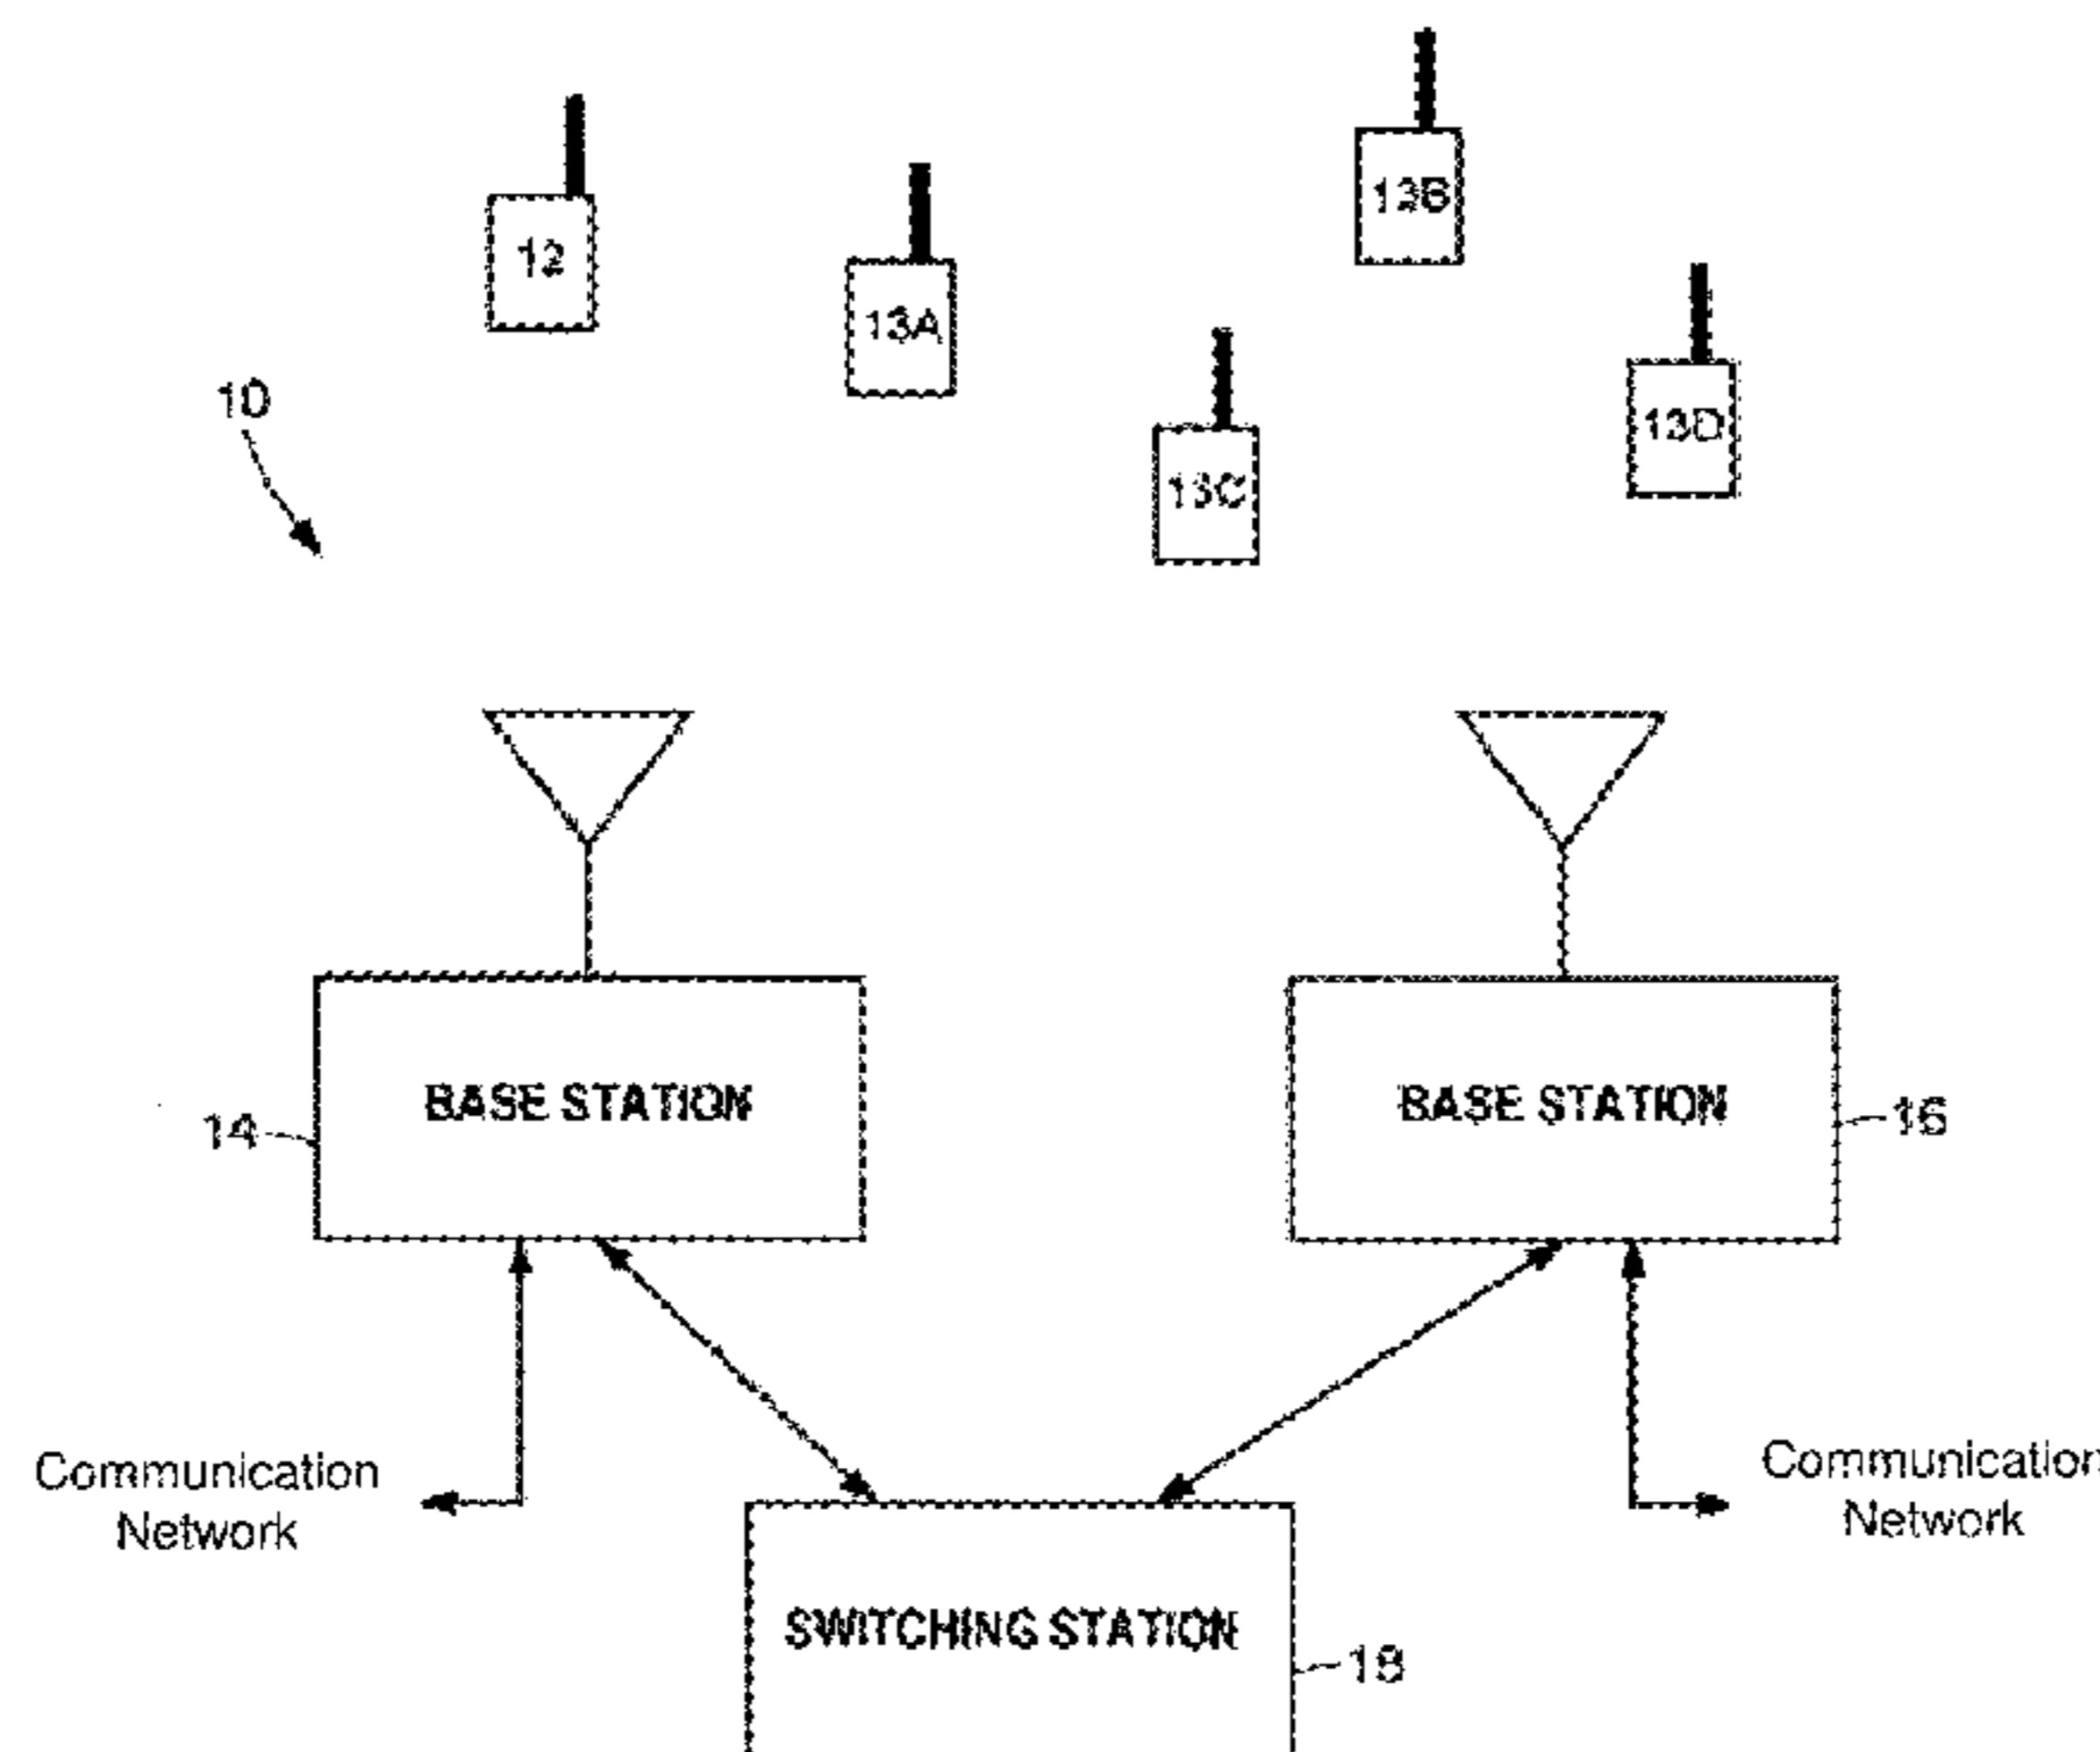 13B
12
13A
13D
10
13C
BASE STATION
BASE STATION
14
16
Communication
Network
Communication
Network
SWITCHING STATION
18